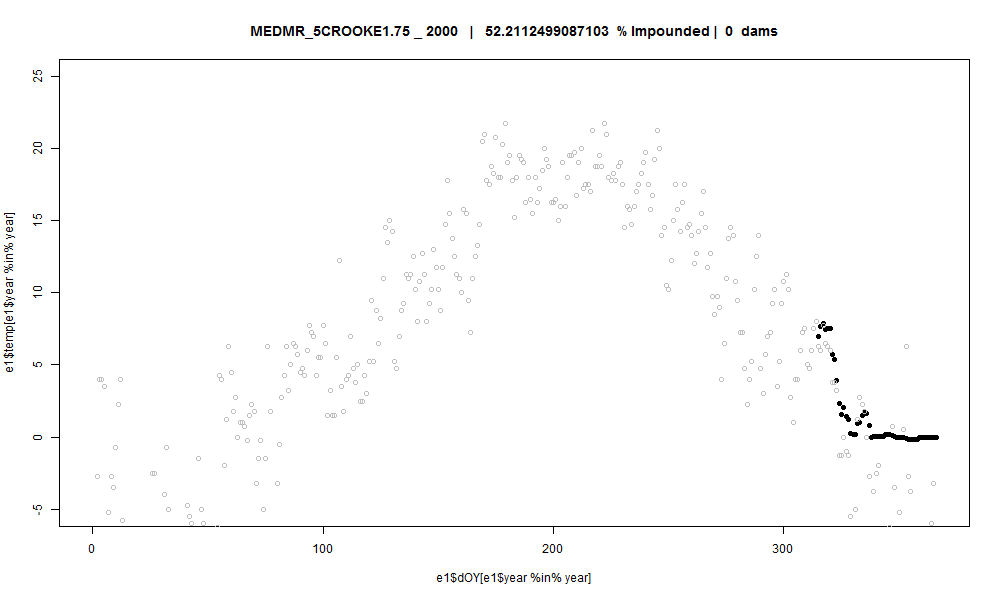 MEDMR_5CROOKE1.75 _ 2000 | 52.2112499087103 % Impounded | 0 dams
25
20
15
10
5
0
-5
e1$temp[e1$year %in% year]
0 100 200 300
e1$dOY[e1$year %in% year]